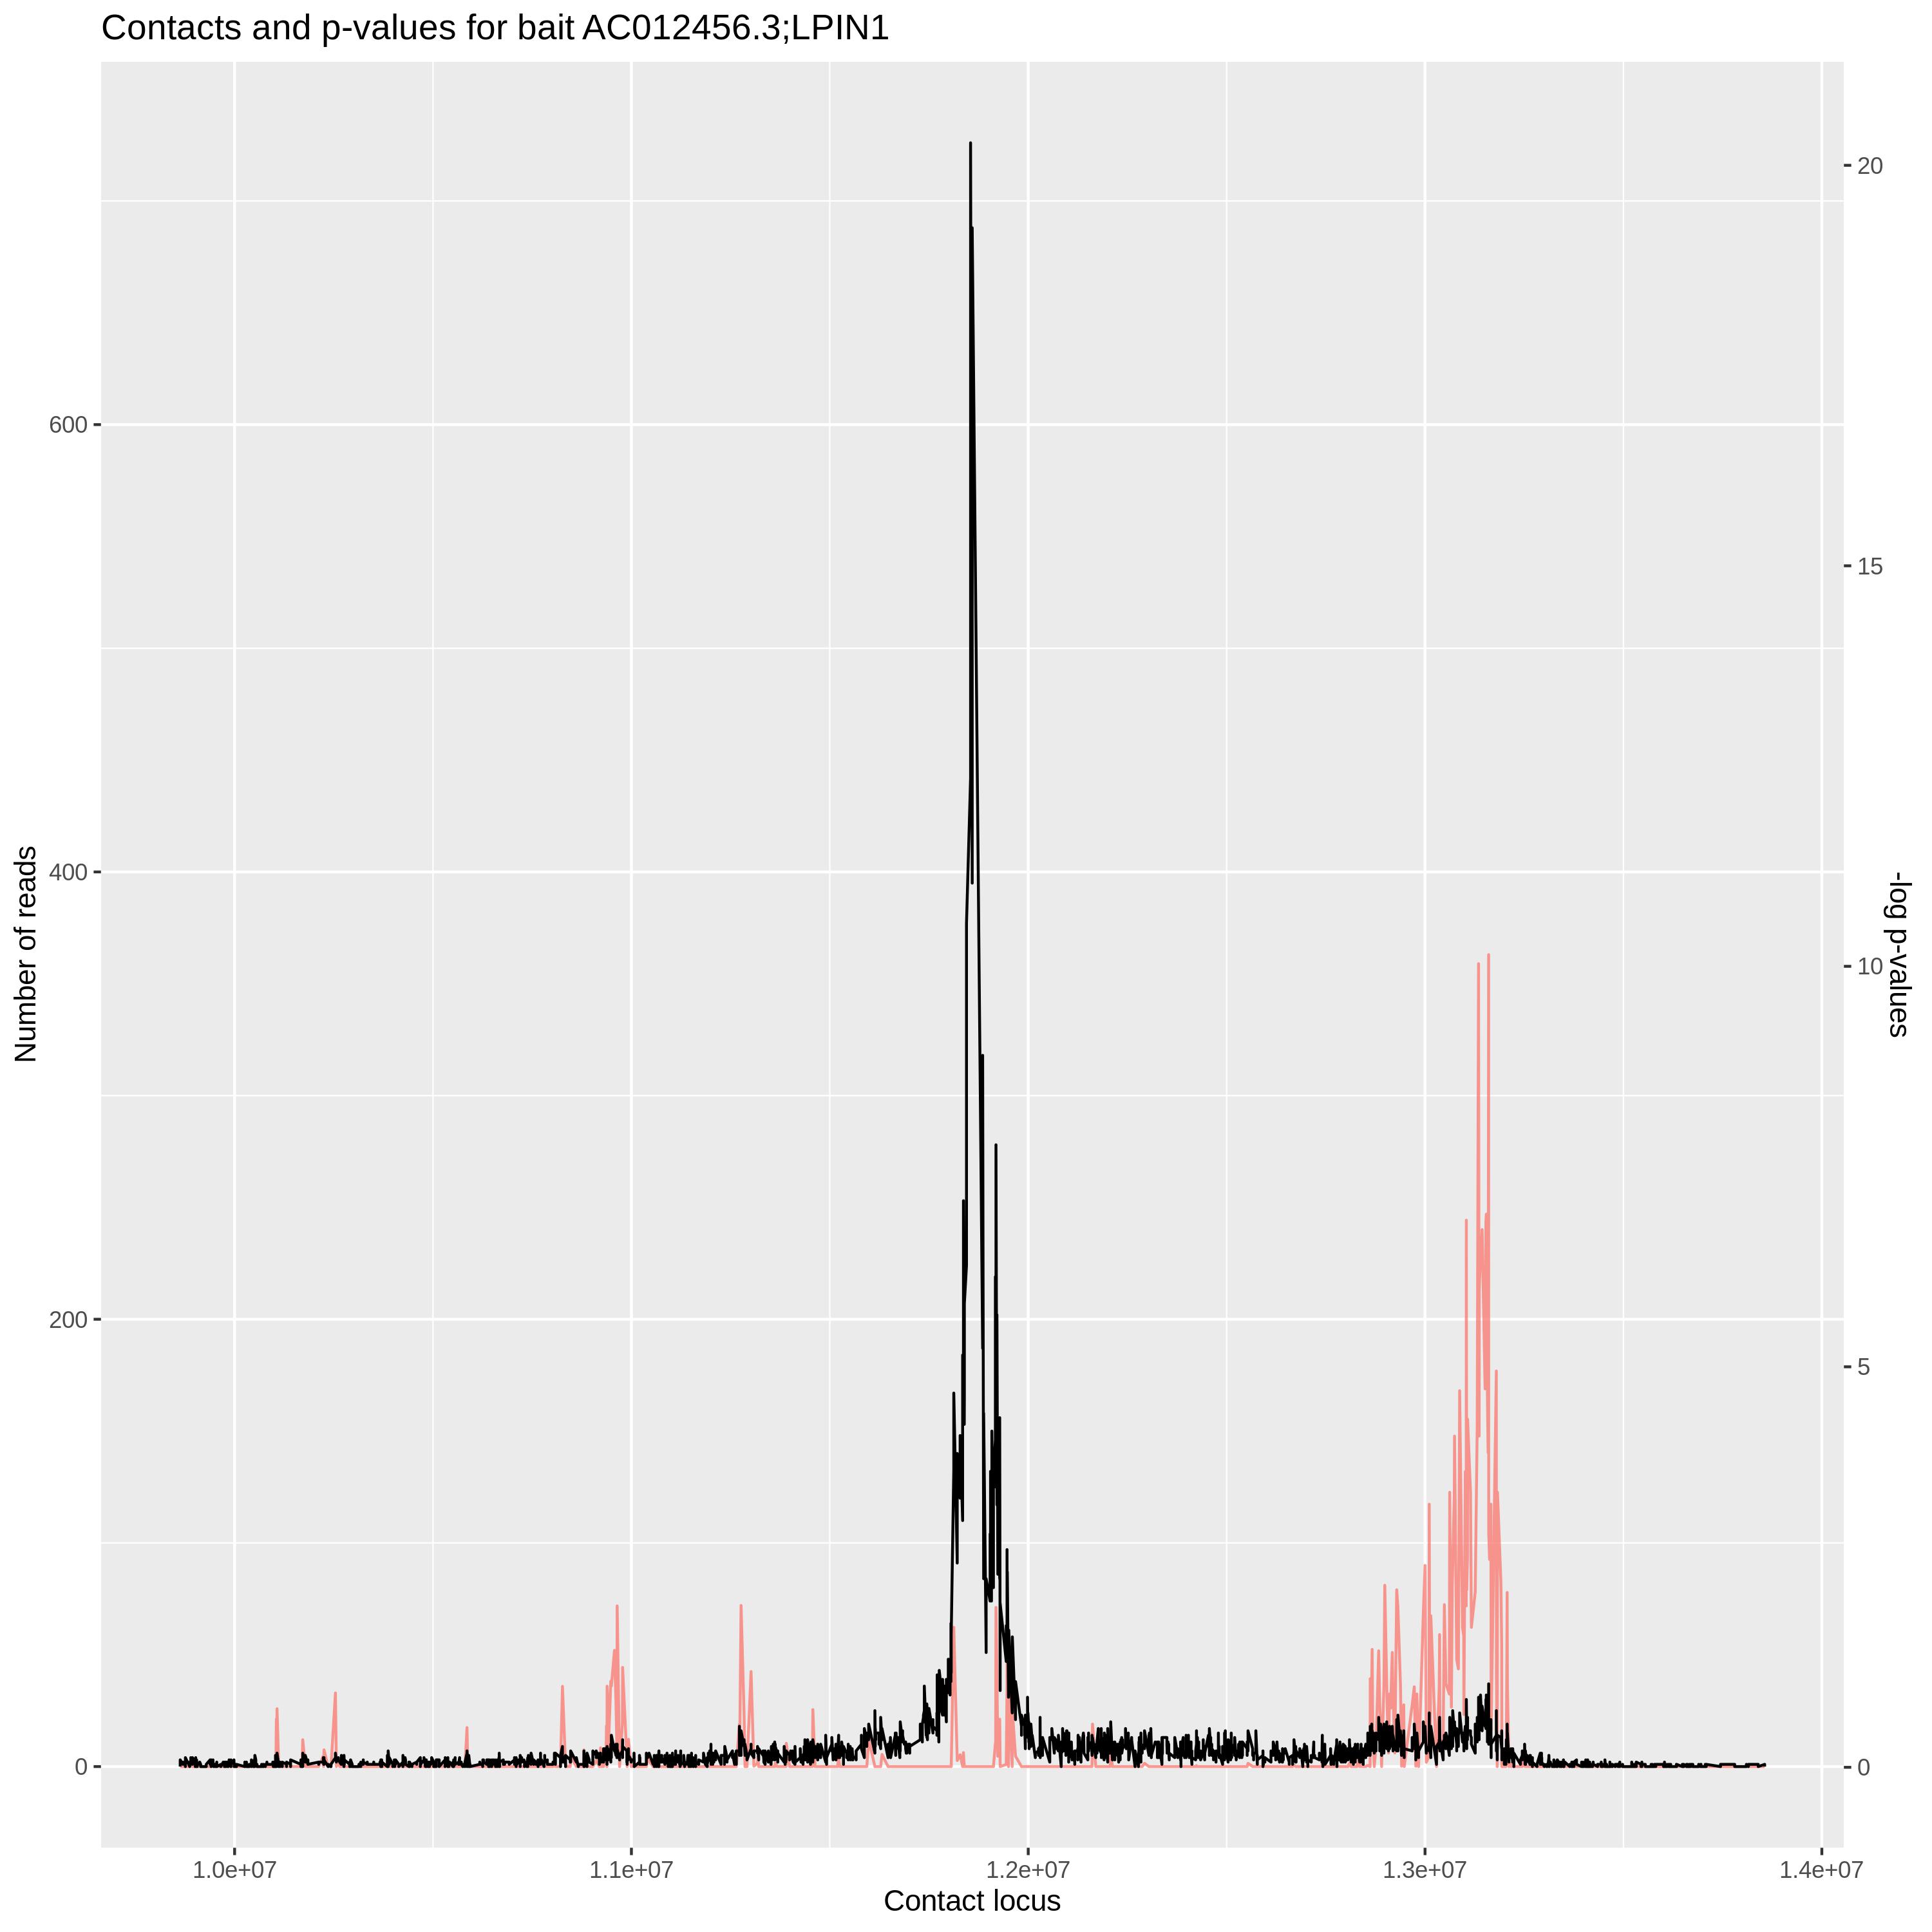 Contacts and p-values for bait AC012456.3;LPIN1
Number of reads
600
400
200
0
20
15
10
5
0
-log p-values
1.0e+07
1.1e+07
1.2e+07
1.3e+07
1.4e+07
Contact locus